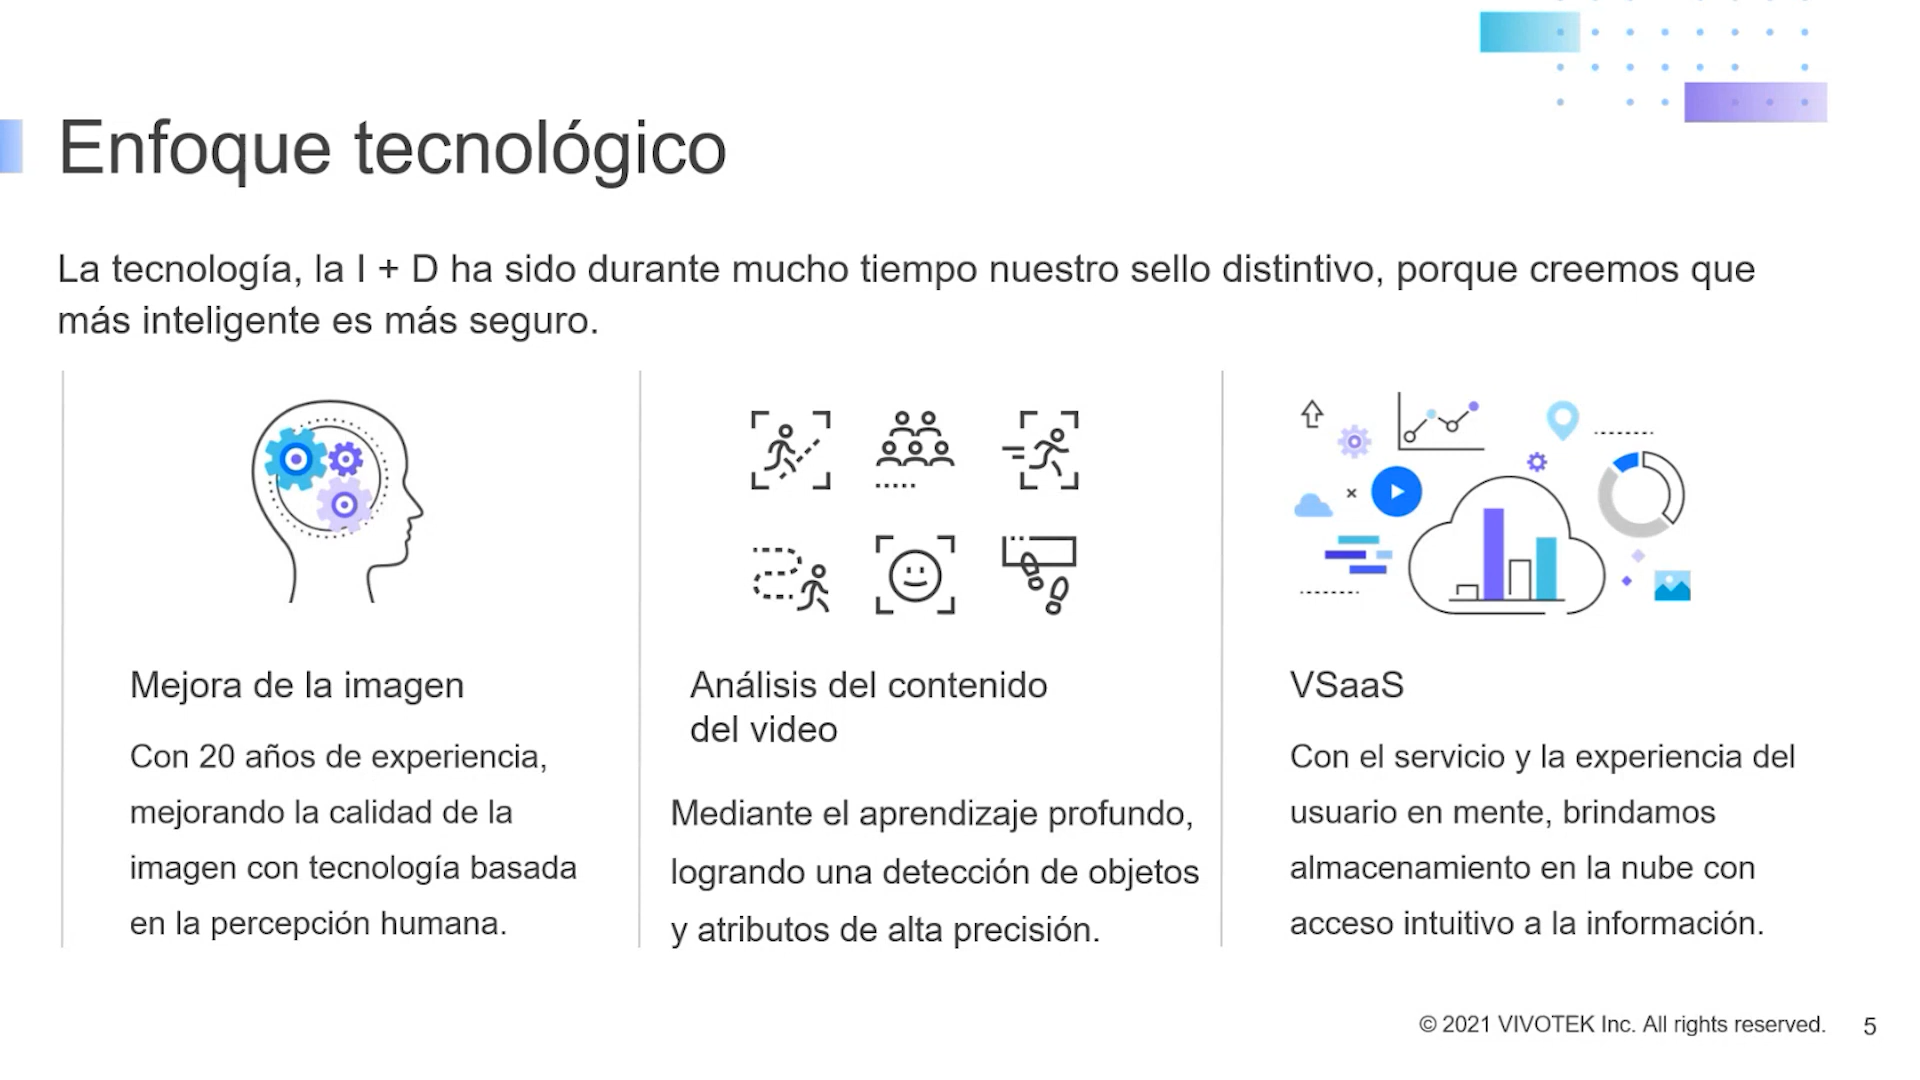 Enfoque tecnológico
La tecnología, la I + D ha sido durante mucho tiempo nuestro sello distintivo, porque creemos que
más inteligente es más seguro.
Mejora de la imagen
Con 20 años de experiencia,
mejorando la calidad de la
imagen con tecnología basada
en la percepción humana.
Análisis del contenido
del video
Mediante el aprendizaje profundo,
logrando una detección de objetos
y atributos de alta precisión.
VSaaS
Con el servicio y la experiencia del
usuario en mente, brindamos
almacenamiento en la nube con
acceso intuitivo a la información.
© 2021 VIVOTEK Inc. All rights reserved.
5